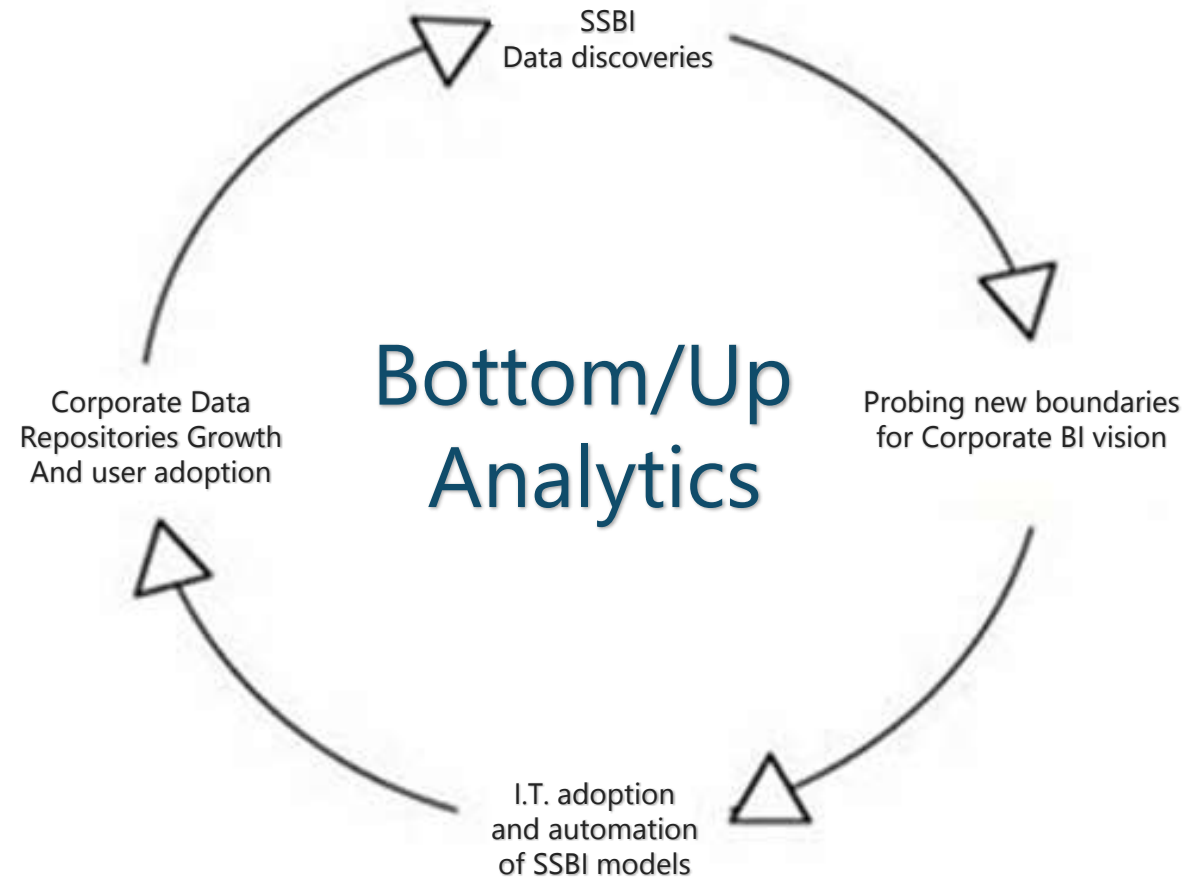 SSBI
Data discoveries
Bottom/Up
Analytics
Corporate Data
Repositories Growth
And user adoption
Probing new boundaries
for Corporate BI vision
I.T. adoption
and automation
of SSBI models